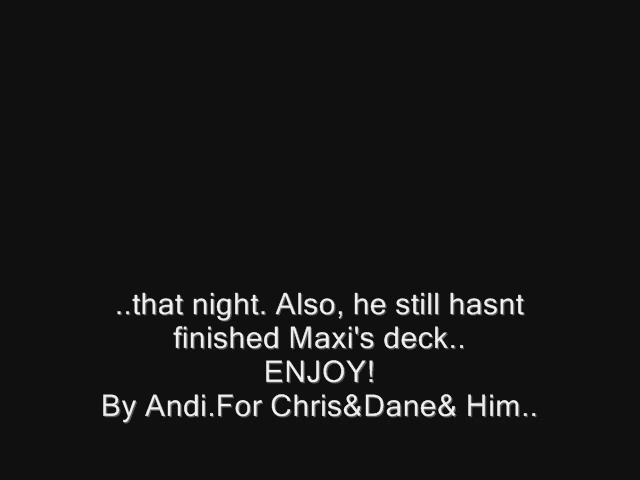 ..that night. Also, he still hasnt
finished Maxi's deck..
ENJOY!
By Andi.For Chris&Dane& Him..